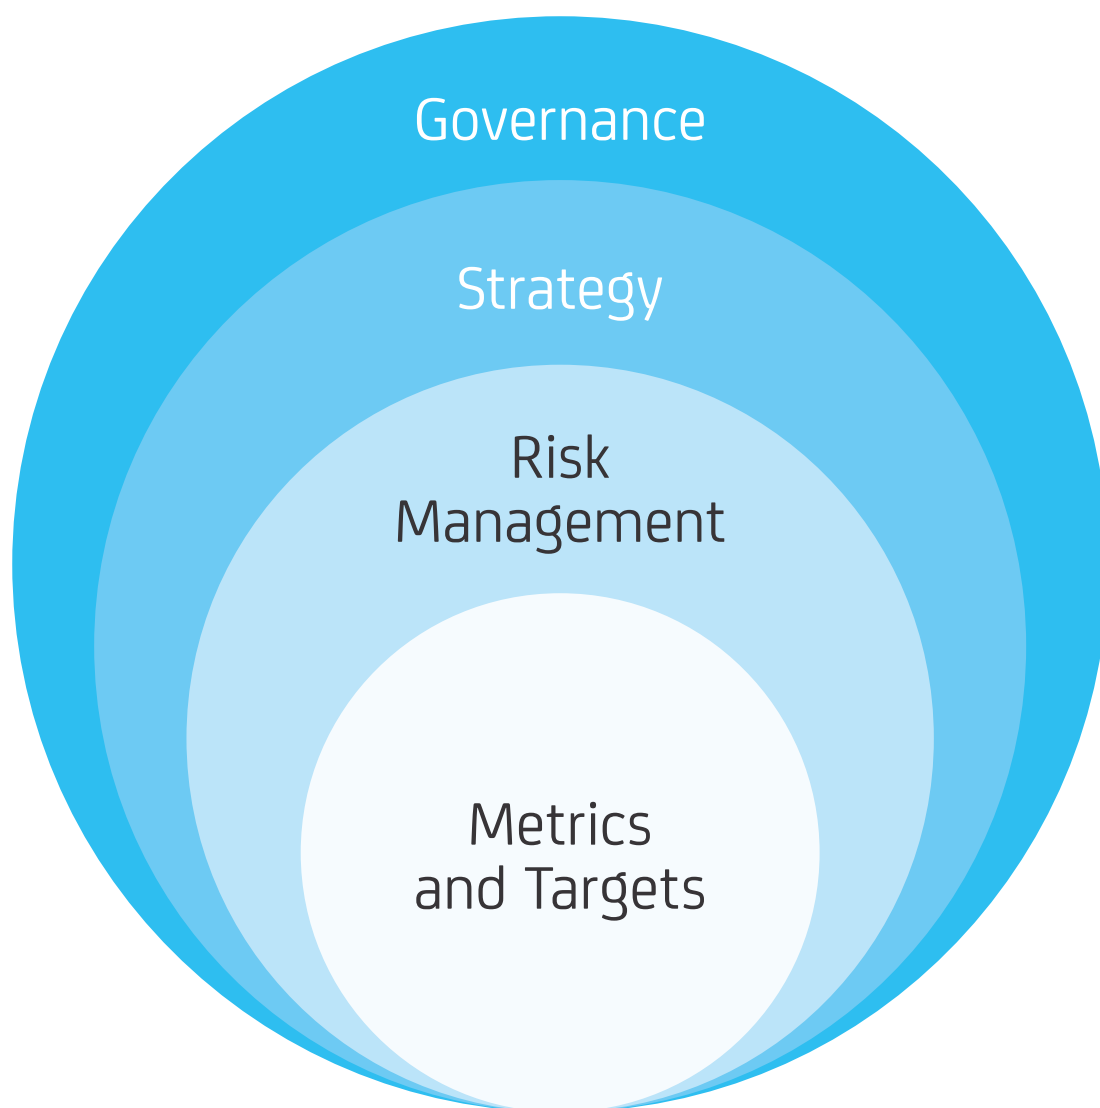 Governance
Strategy
Risk
Management
Metrics
and Targets